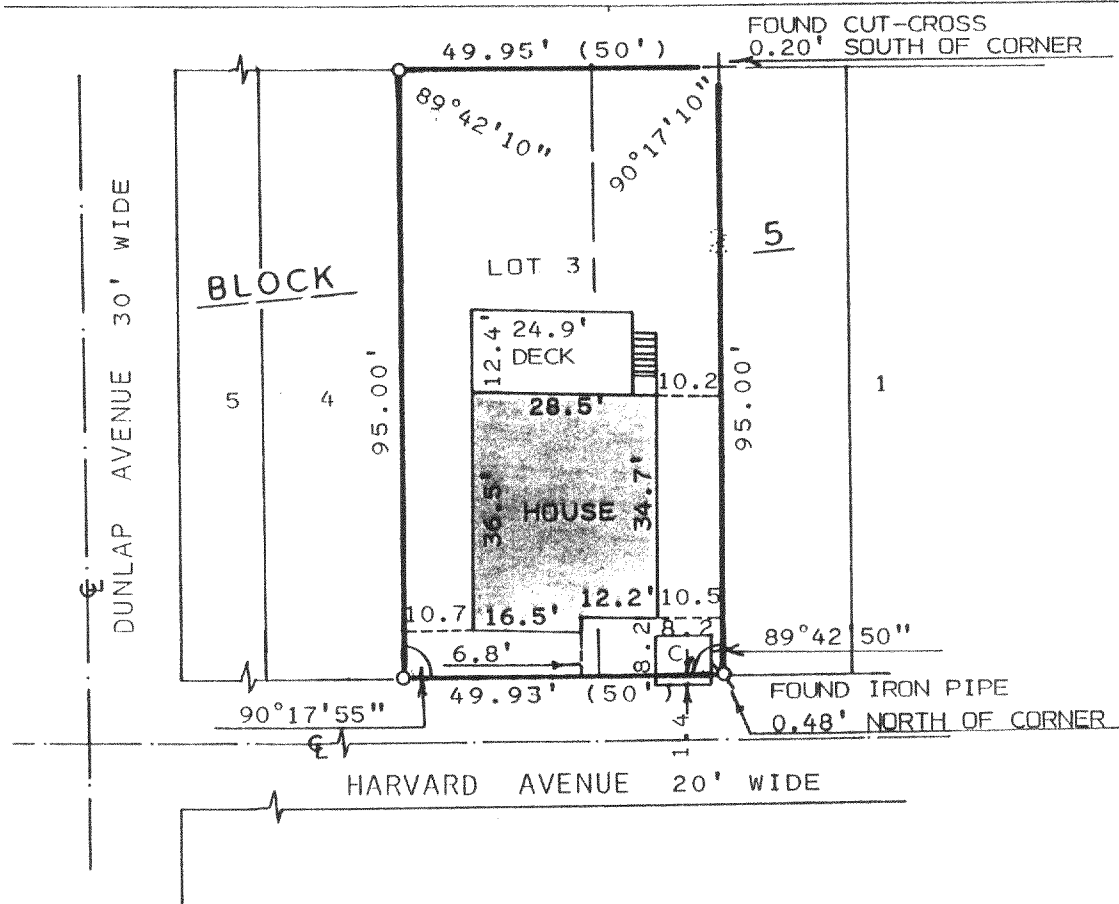 FOUND CUT-CROSS
0.20' SOUTH OF CORNER
49.95' (50')
89°42'10"
90°17'10"
DUNLAP AVENUE 30' WIDE
BLOCK
5
LOT 3
12.4'
24.9'
DECK
10.2
95.00'
95.00'
5
4
1
28.5'
36.5'
HOUSE
34.7'
12.2'
10.5
10.7
16.5'
8.2
8.2
C
89°42'50"
6.8'
49.93' (50')
90°17'55"
FOUND IRON PIPE
0.48' NORTH OF CORNER
1.4
HARVARD AVENUE 20' WIDE